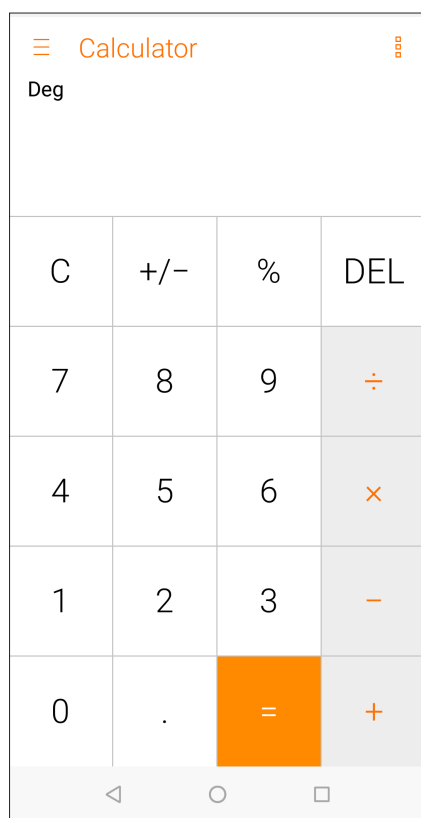 Calculator
Deg
C +/− % DEL
7 8 9 ÷
4 5 6 ×
1 2 3 −
0 . = +